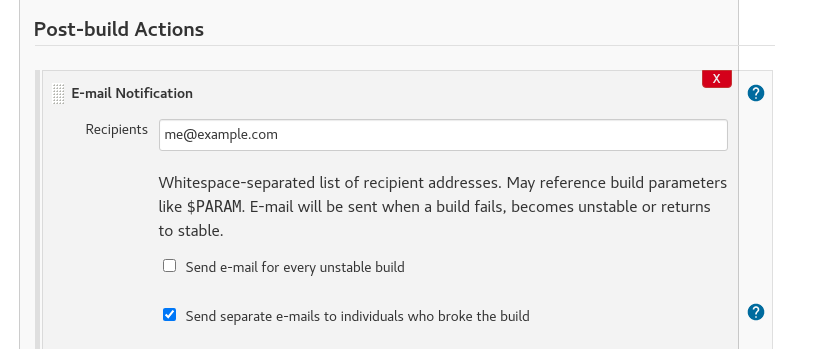 Post-build Actions
X
E-mail Notification
?
Recipients me@example.com
Whitespace-separated list of recipient addresses. May reference build parameters
like $PARAM. E-mail will be sent when a build fails, becomes unstable or returns
to stable.
Send e-mail for every unstable build
Send separate e-mails to individuals who broke the build
?